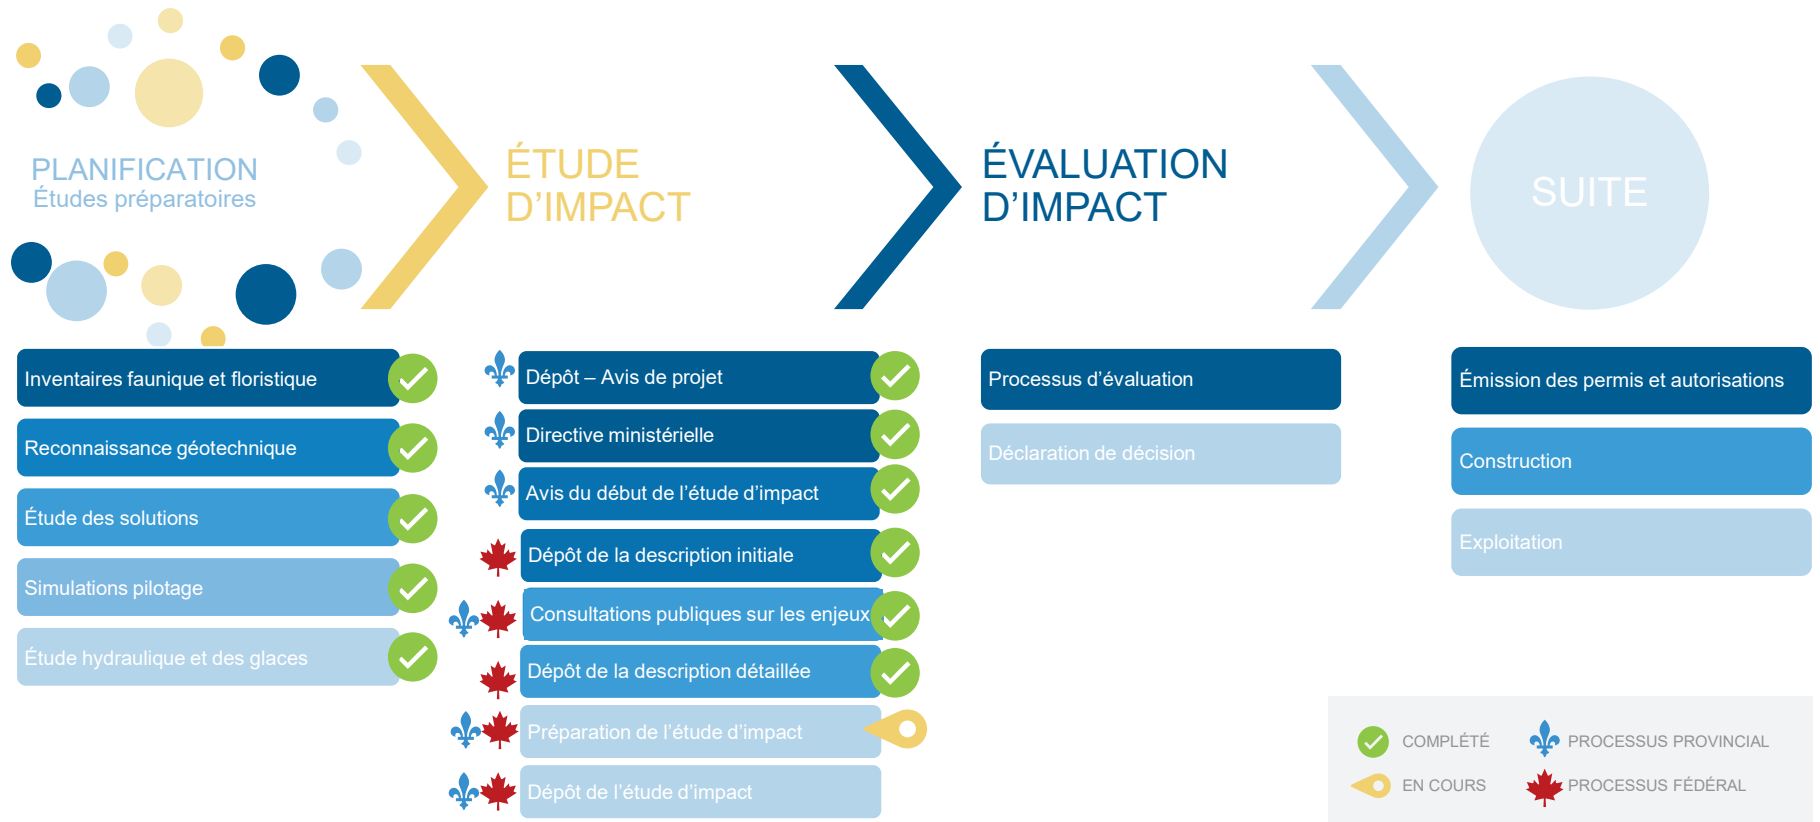 PLANIFICATION
Études préparatoires
ÉTUDE
D’IMPACT
ÉVALUATION
D’IMPACT
SUITE
Inventaires faunique et floristique
Reconnaissance géotechnique
Étude des solutions
Simulations pilotage
Étude hydraulique et des glaces
Dépôt – Avis de projet
Directive ministérielle
Avis du début de l’étude d’impact
Dépôt de la description initiale
Consultations publiques sur les enjeux
Dépôt de la description détaillée
Préparation de l’étude d’impact
Dépôt de l’étude d’impact
Processus d’évaluation
Déclaration de décision
Émission des permis et autorisations
Construction
Exploitation
COMPLÉTÉ
PROCESSUS PROVINCIAL
EN COURS
PROCESSUS FÉDÉRAL